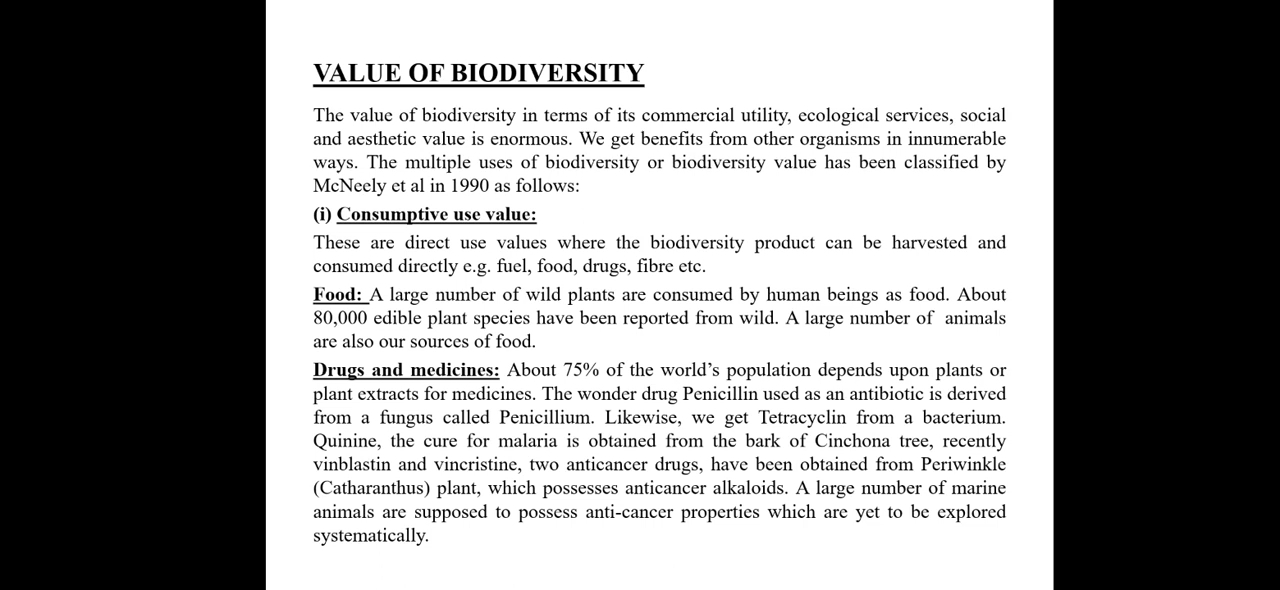 VALUE OF BIODIVERSITY
The value of biodiversity in terms of its commercial utility, ecological services, social
and aesthetic value is enormous. We get benefits from other organisms in innumerable
ways. The multiple uses of biodiversity or biodiversity value has been classified by
McNeely et al in 1990 as follows:
(i) Consumptive use value:
These are direct use values where the biodiversity product can be harvested and
consumed directly e.g. fuel, food, drugs, fibre etc.
Food: A large number of wild plants are consumed by human beings as food. About
80,000 edible plant species have been reported from wild. A large number of animals
are also our sources of food.
Drugs and medicines: About 75% of the world’s population depends upon plants or
plant extracts for medicines. The wonder drug Penicillin used as an antibiotic is derived
from a fungus called Penicillium. Likewise, we get Tetracyclin from a bacterium.
Quinine, the cure for malaria is obtained from the bark of Cinchona tree, recently
vinblastin and vincristine, two anticancer drugs, have been obtained from Periwinkle
(Catharanthus) plant, which possesses anticancer alkaloids. A large number of marine
animals are supposed to possess anti-cancer properties which are yet to be explored
systematically.